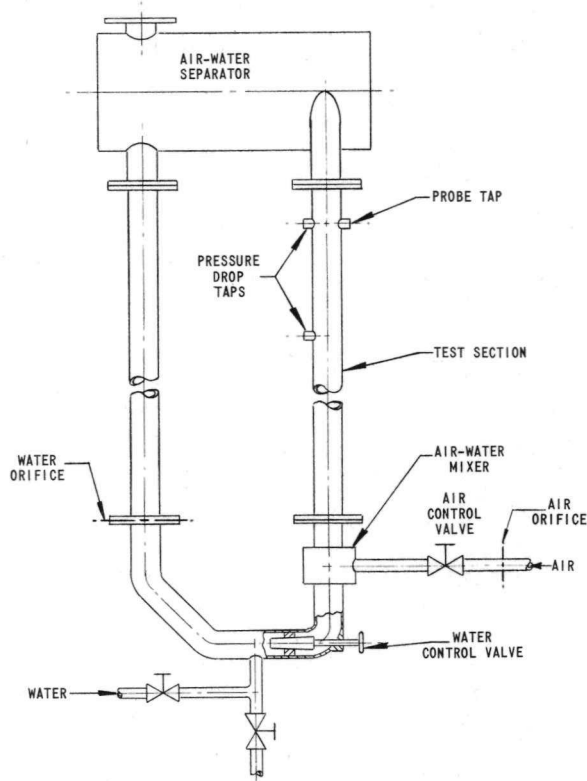 AIR-WATER
SEPARATOR
PROBE TAP
PRESSURE
DROP
TAPS
TEST SECTION
WATER
ORIFICE
AIR-WATER
MIXER
AIR
CONTROL
VALVE
AIR
ORIFICE
AIR
WATER
CONTROL VALVE
WATER